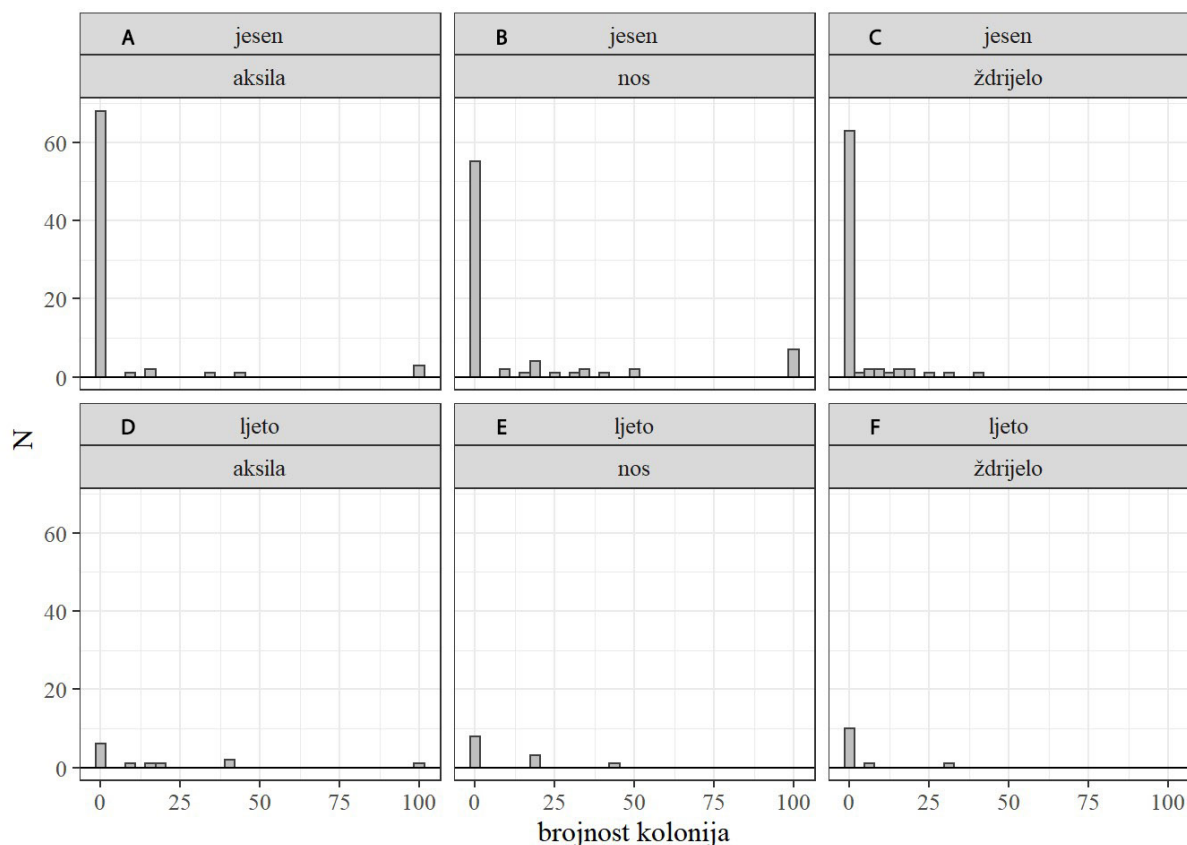 A jesen B jesen C jesen
aksila nos ždrijelo
60
40
20
0
D ljeto E ljeto F ljeto
aksila nos ždrijelo
N
60
40
20
0
0 25 50 75 100 0 25 50 75 100 0 25 50 75 100
brojnost kolonija